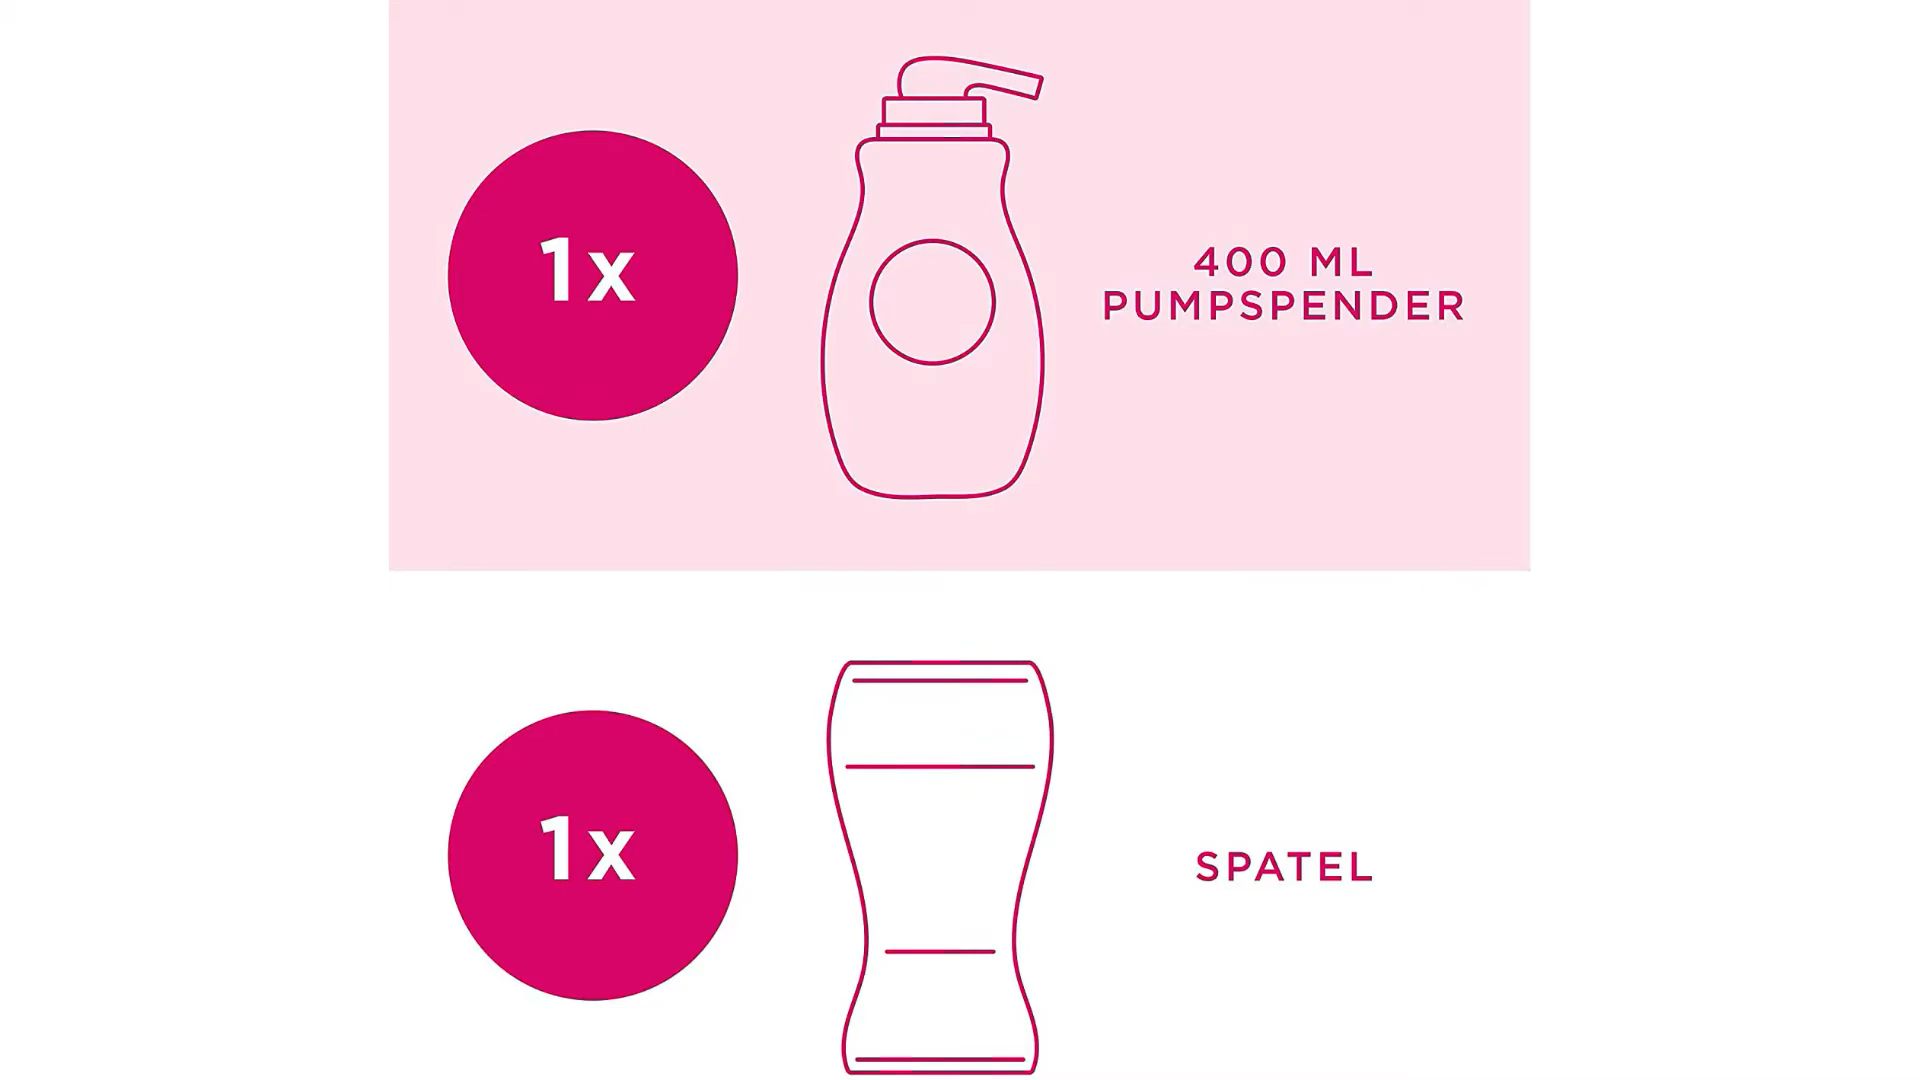 1x
400 ML
PUMPSPENDER
1x
SPATEL